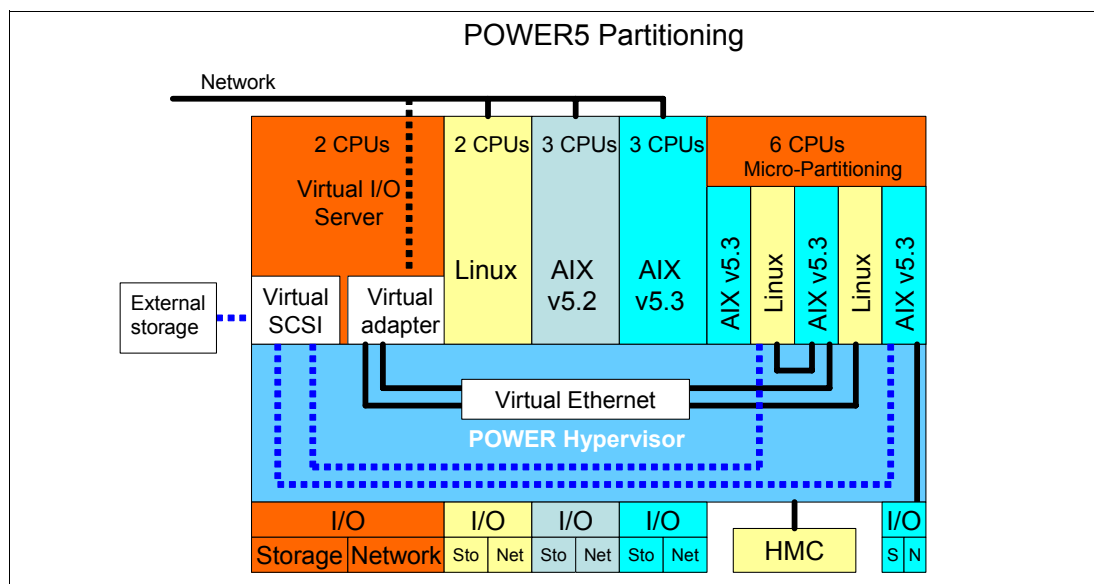 POWER5 Partitioning
Network
2 CPUs
2 CPUs
3 CPUs
3 CPUs
6 CPUs
Micro-Partitioning
Virtual I/O
Server
Linux
AIX
v5.2
AIX
v5.3
AIX v5.3
Linux
AIX v5.3
Linux
AIX v5.3
External
storage
Virtual
SCSI
Virtual
adapter
Virtual Ethernet
POWER Hypervisor
I/O
Storage
Network
I/O
Sto
Net
I/O
Sto
Net
I/O
Sto
Net
HMC
I/O
S
N